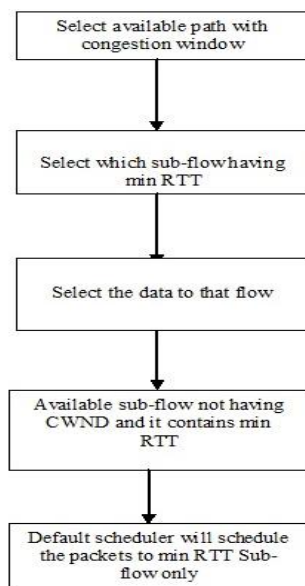 Select available path with
congestion window
Select which sub-flow having
min RTT
Select the data to that flow
Available sub-flow not having
CWND and it contains min
RTT
Default scheduler will schedule
the packets to min RTT Sub-
flow only